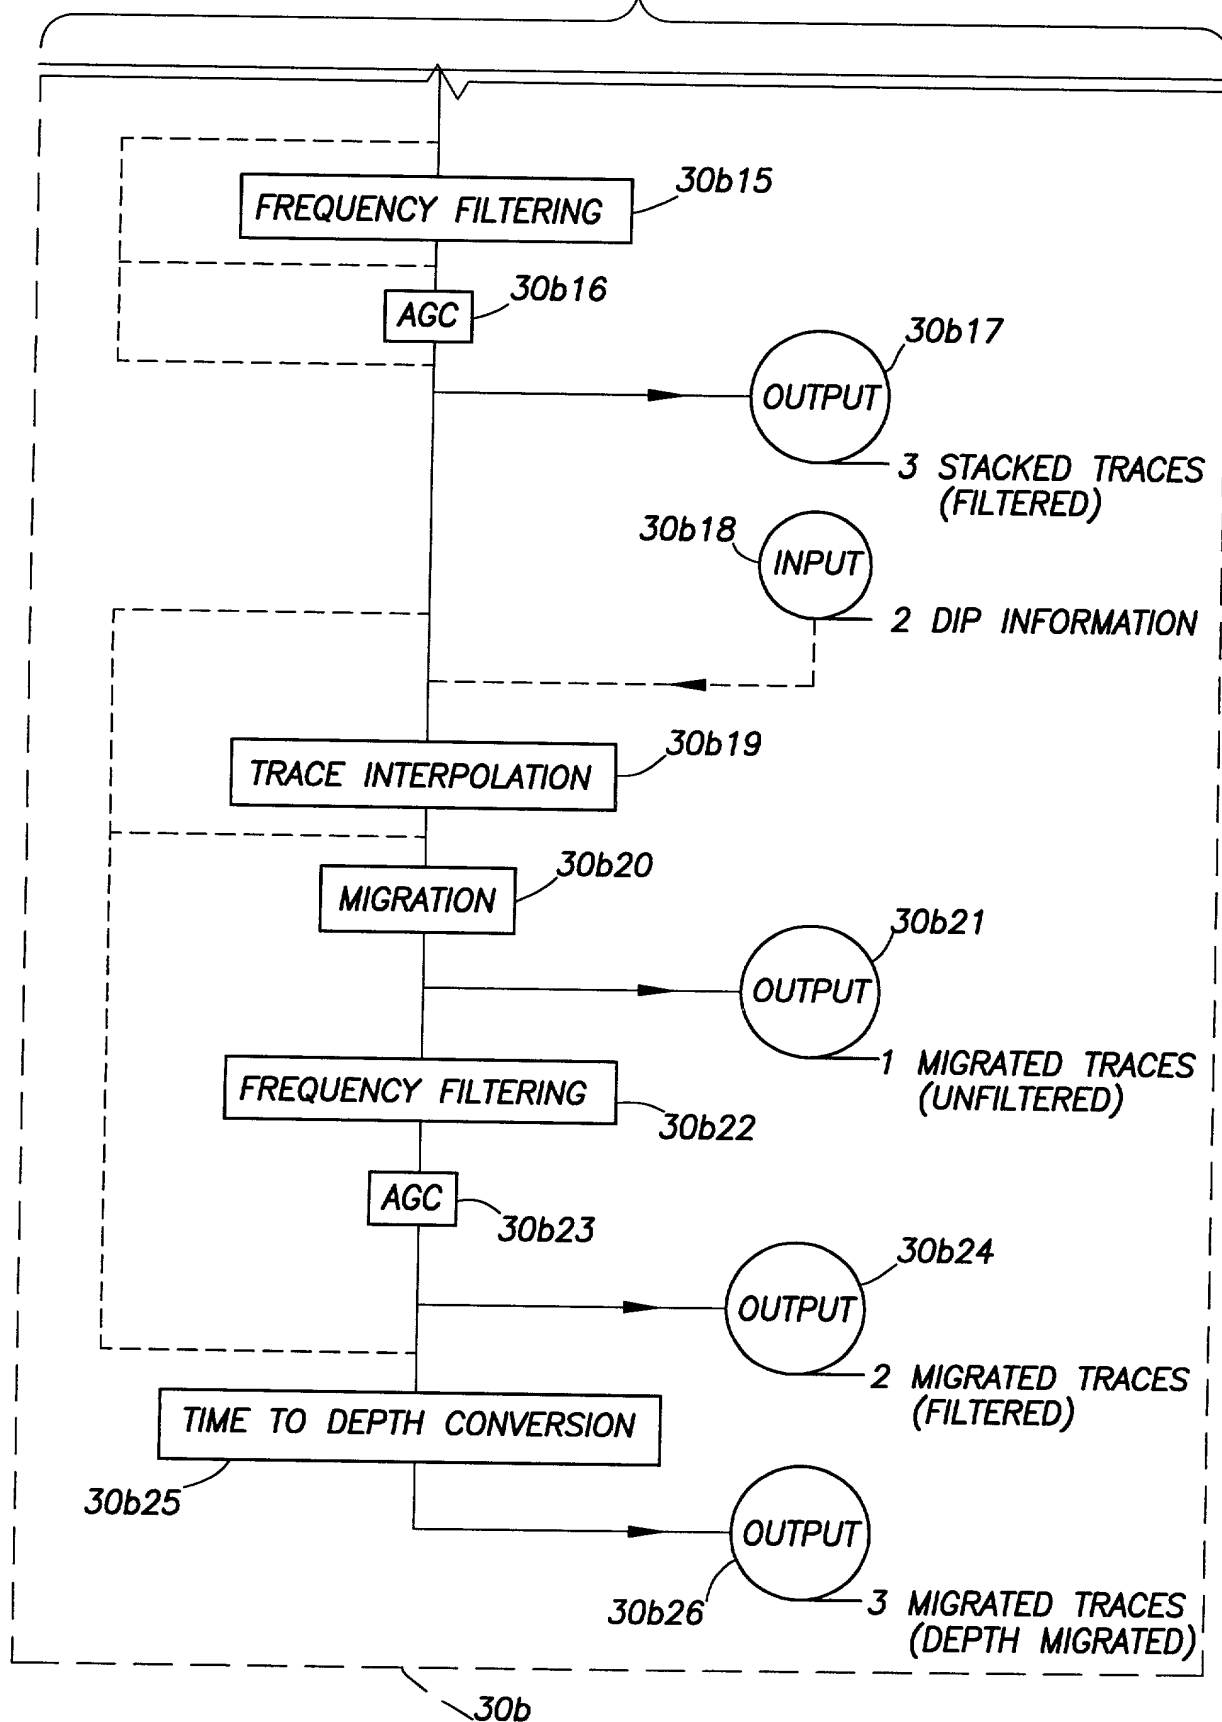 30b15
FREQUENCY FILTERING
30b16
AGC
30b17
OUTPUT
3 STACKED TRACES
(FILTERED)
30b18
INPUT
2 DIP INFORMATION
30b19
TRACE INTERPOLATION
30b20
MIGRATION
30b21
OUTPUT
1 MIGRATED TRACES
(UNFILTERED)
FREQUENCY FILTERING
30b22
AGC
30b23
30b24
OUTPUT
2 MIGRATED TRACES
(FILTERED)
TIME TO DEPTH CONVERSION
30b25
OUTPUT
30b26
3 MIGRATED TRACES
(DEPTH MIGRATED)
30b